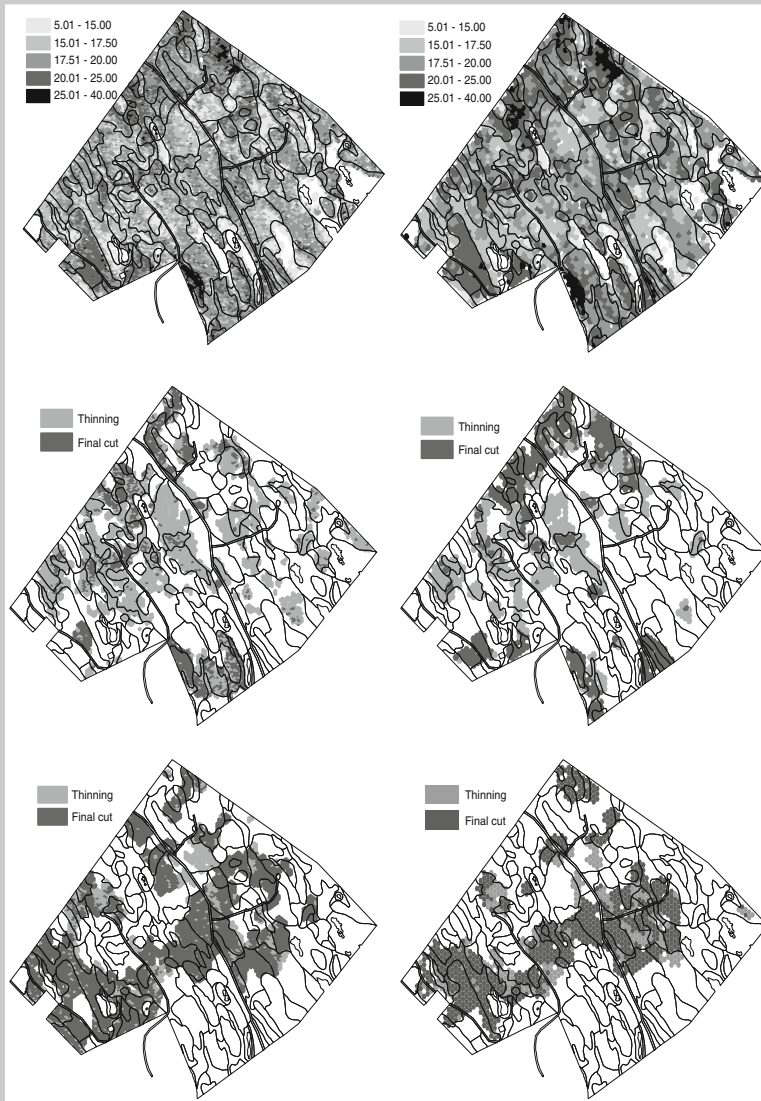 5.01 - 15.00
15.01 - 17.50
17.51 - 20.00
20.01 - 25.00
25.01 - 40.00
5.01 - 15.00
15.01 - 17.50
17.51 - 20.00
20.01 - 25.00
25.01 - 40.00
Thinning
Final cut
Thinning
Final cut
Thinning
Final cut
Thinning
Final cut